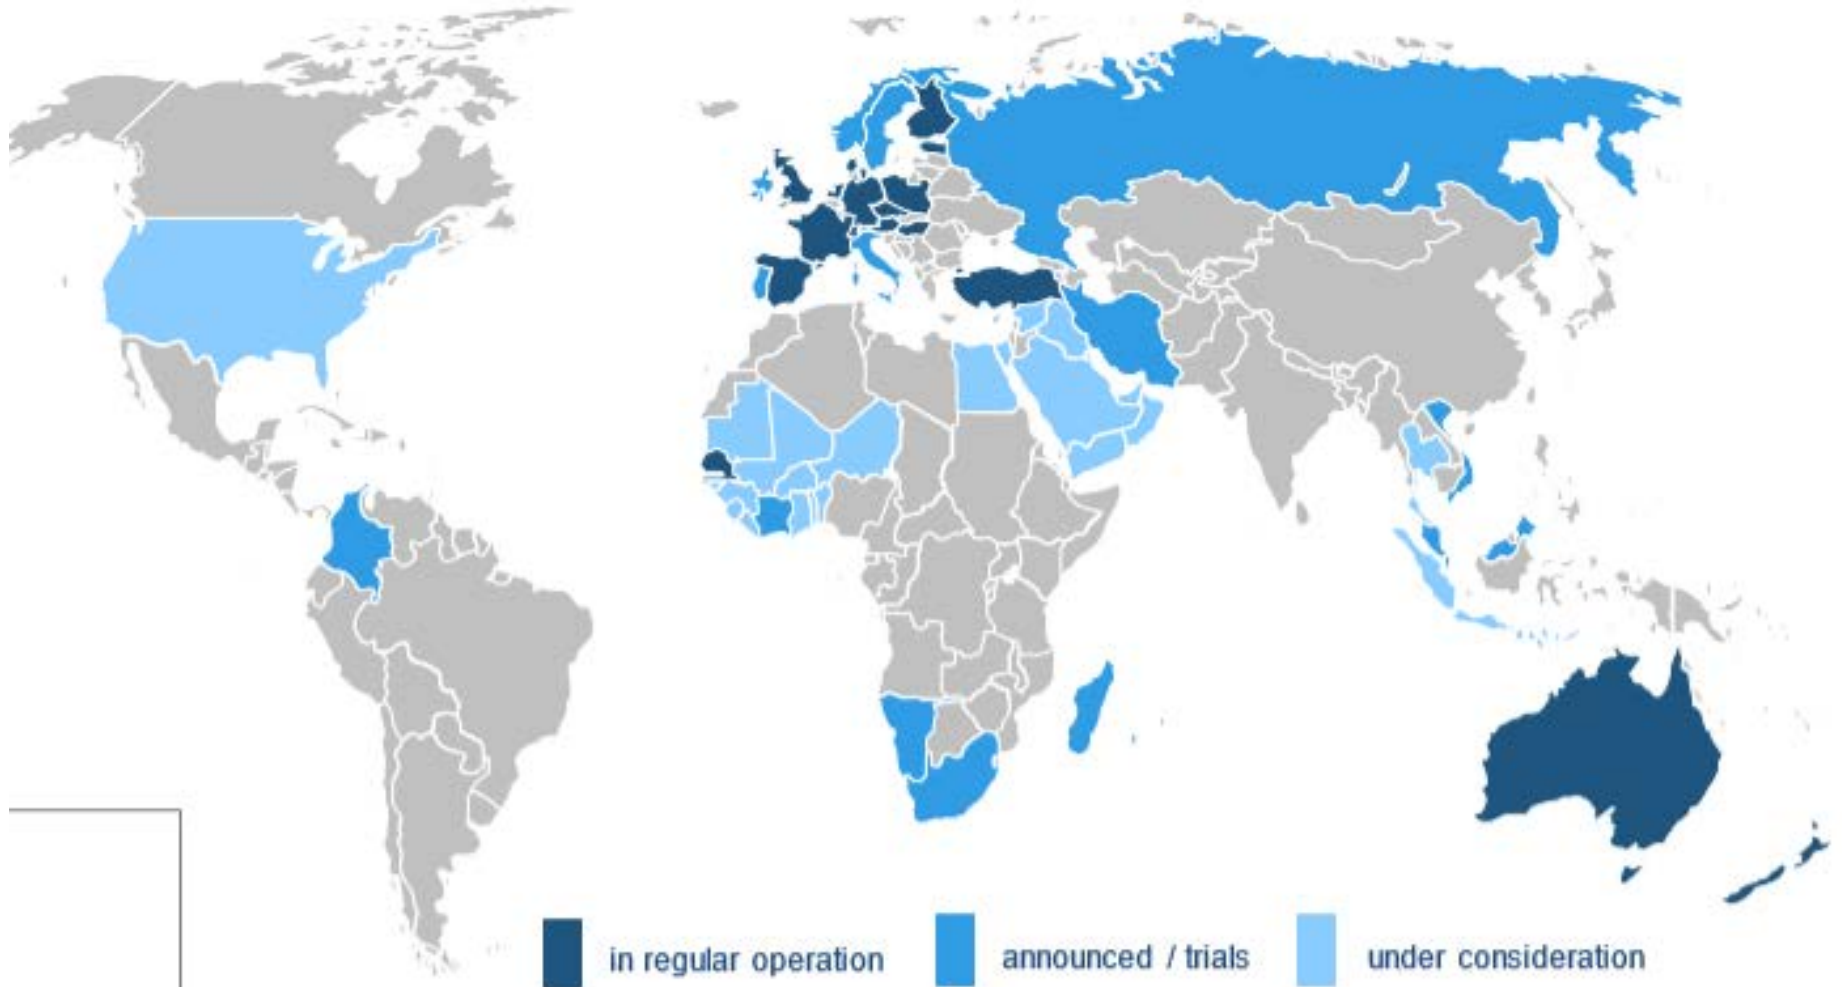 in regular operation
announced / trials
under consideration